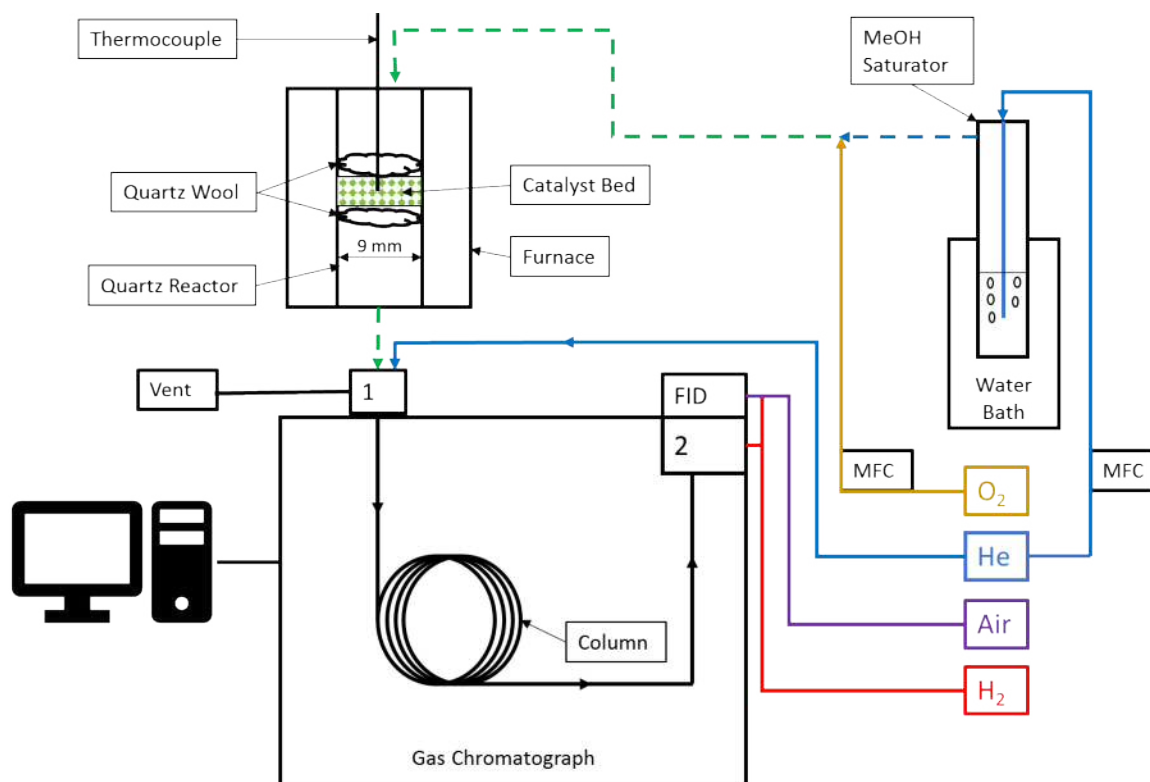 Thermocouple
MeOH
Saturator
Quartz Wool
Catalyst Bed
9 mm
Furnace
Quartz Reactor
Water
Bath
Vent
1
FID
2
MFC
MFC
O₂
He
Air
Column
H₂
Gas Chromatograph